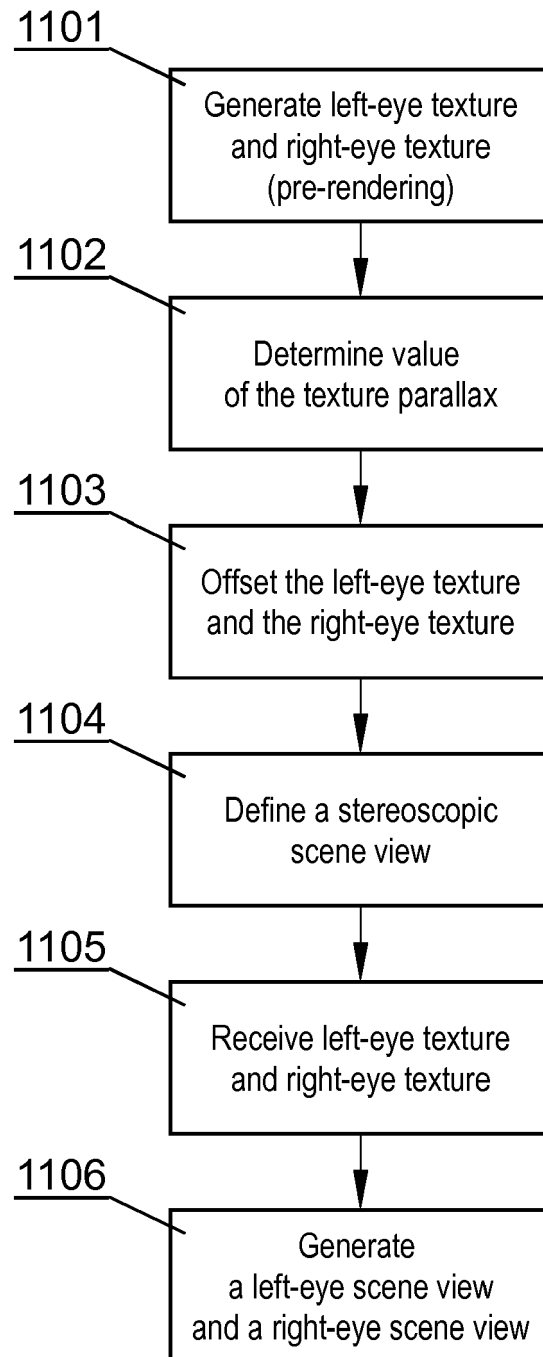 1101
Generate left-eye texture
and right-eye texture
(pre-rendering)
1102
Determine value
of the texture parallax
1103
Offset the left-eye texture
and the right-eye texture
1104
Define a stereoscopic
scene view
1105
Receive left-eye texture
and right-eye texture
1106
Generate
a left-eye scene view
and a right-eye scene view